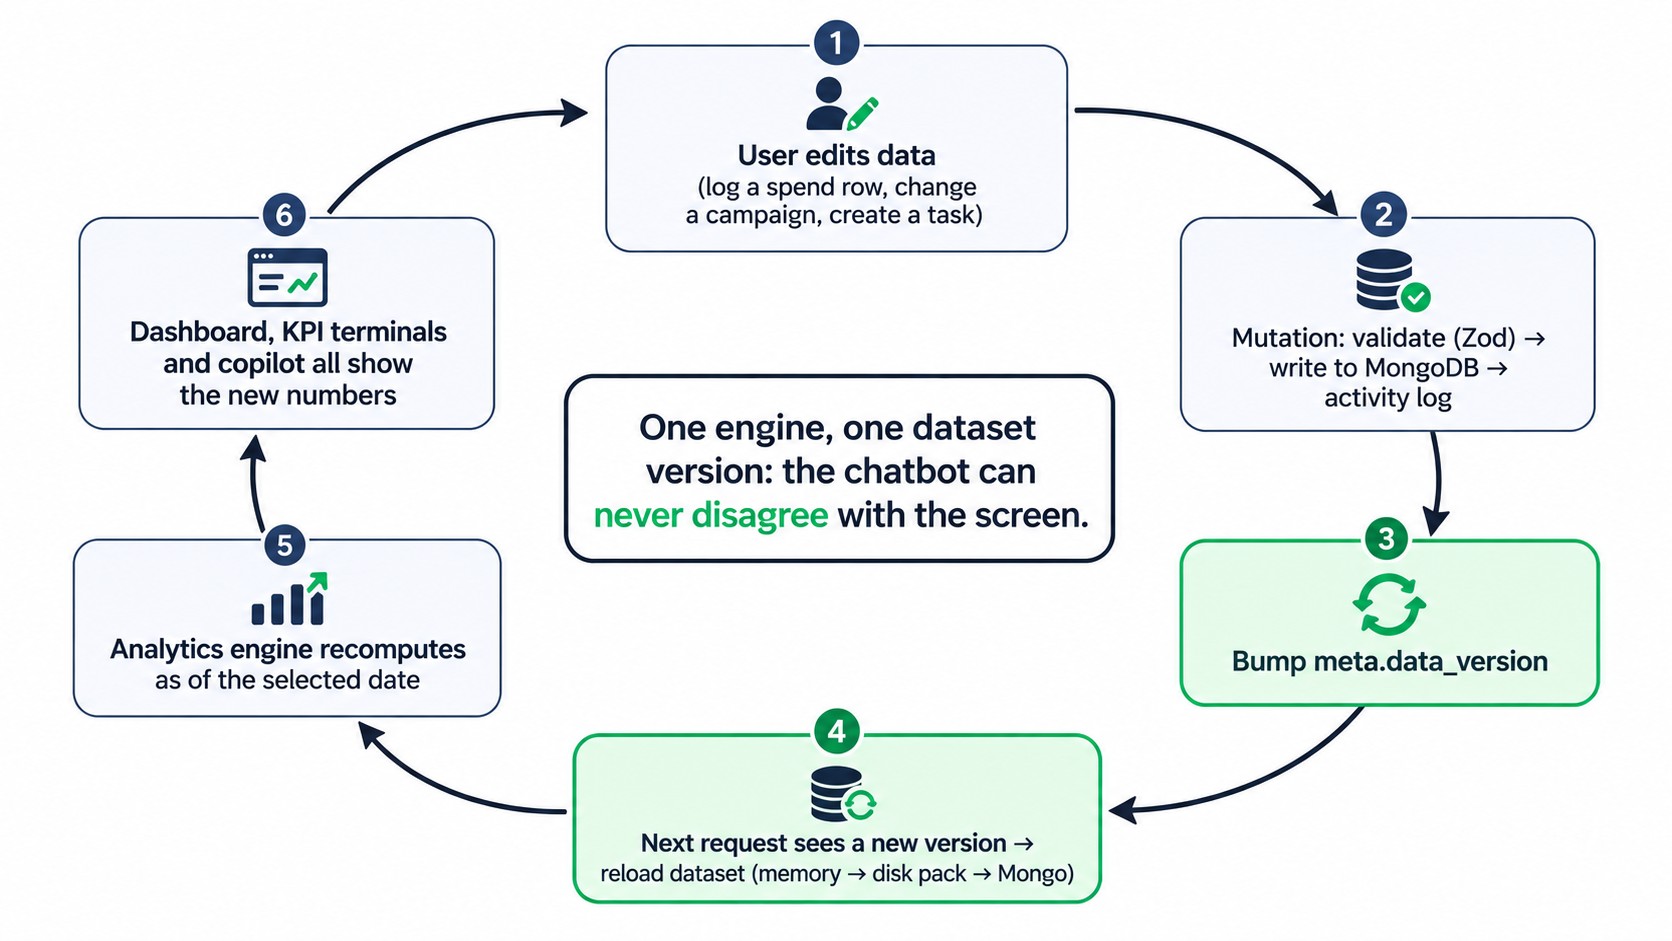 1
User edits data
(log a spend row, change
a campaign, create a task)
2
Mutation: validate (Zod) →
write to MongoDB →
activity log
3
Bump meta.data_version
4
Next request sees a new version →
reload dataset (memory → disk pack → Mongo)
5
Analytics engine recomputes
as of the selected date
6
Dashboard, KPI terminals
and copilot all show
the new numbers
One engine, one dataset
version: the chatbot can
never disagree with the screen.